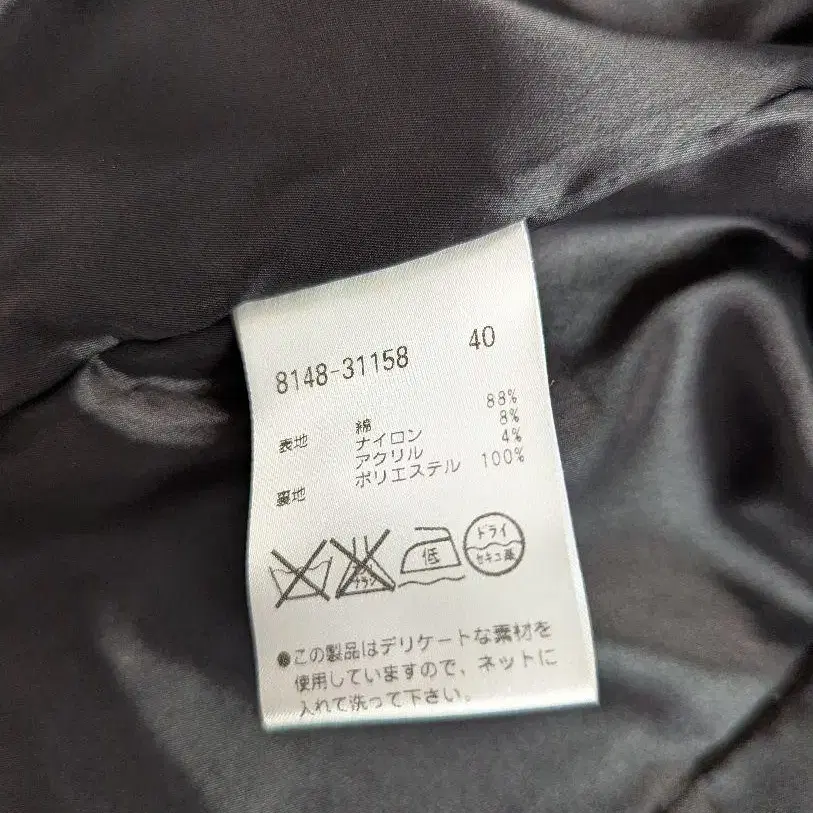 8148-31158 40
表地 綿 88%
ナイロン 8%
アクリル 4%
裏地 ポリエステル 100%
低
ドライ
セキユ系
●この製品はデリケートな素材を
使用していますので、ネットに
入れて洗って下さい。